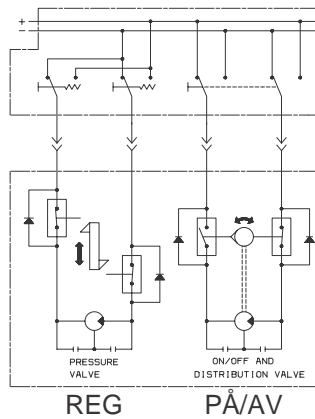 +
−
PRESSURE
VALVE
ON/OFF AND
DISTRIBUTION VALVE
REG
PÅ/AV